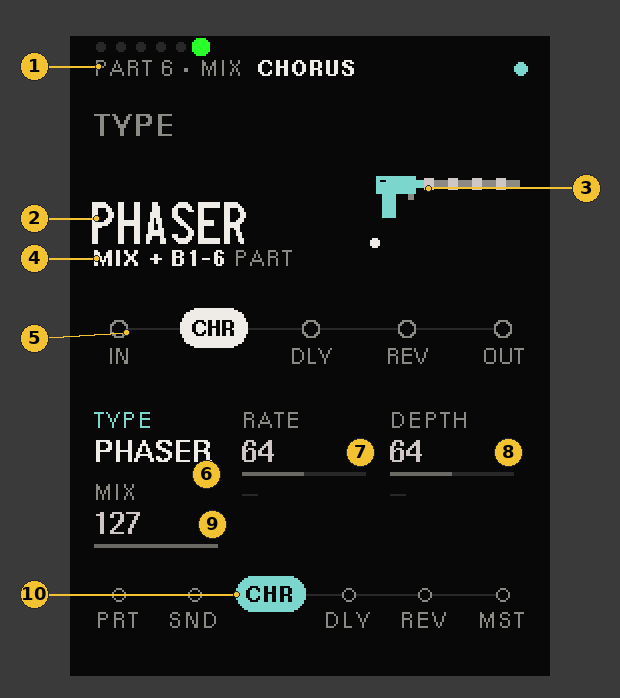 1 PART 6 · MIX CHORUS
TYPE
3
2 PHASER
4 MIX + B1-6 PART
5
CHR
IN DLY REV OUT
TYPE RATE DEPTH
PHASER 64 7 64 8
6
MIX — —
127 9
10 CHR
PRT SND DLY REV MST